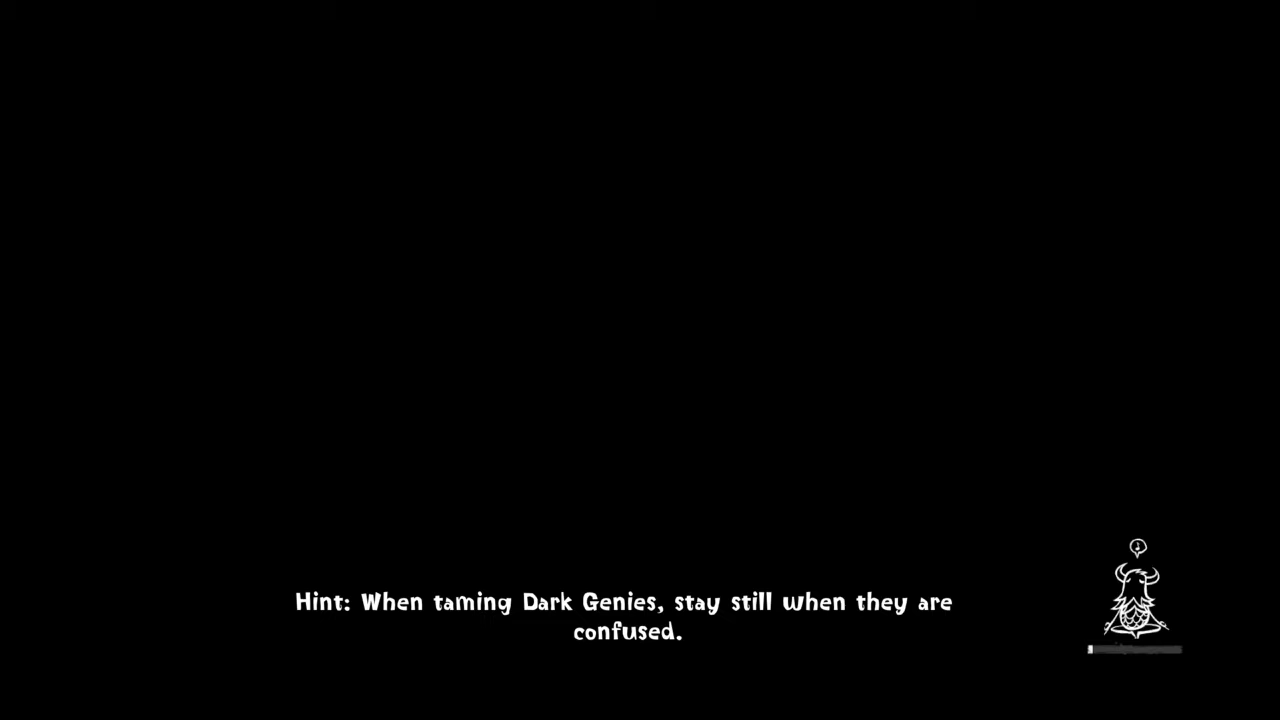 Hint: When taming Dark Genies, stay still when they are
confused.